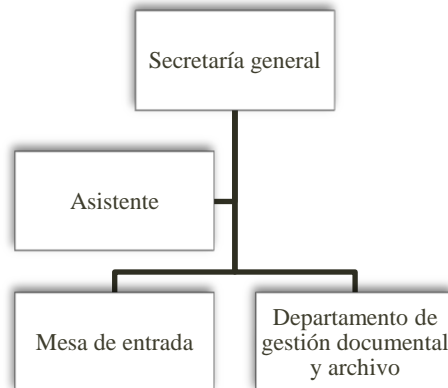 Secretaría general
Asistente
Mesa de entrada
Departamento de
gestión documental
y archivo